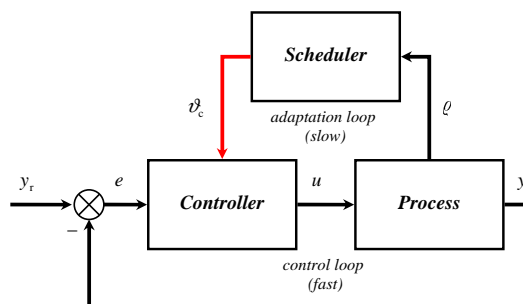 Scheduler
ϑc
adaptation loop
(slow)
ϱ
yr
e
Controller
u
Process
y
−
control loop
(fast)